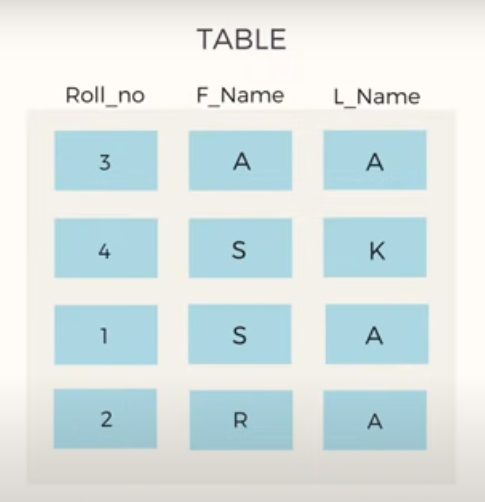 TABLE
Roll_no F_Name L_Name
3 A A
4 S K
1 S A
2 R A